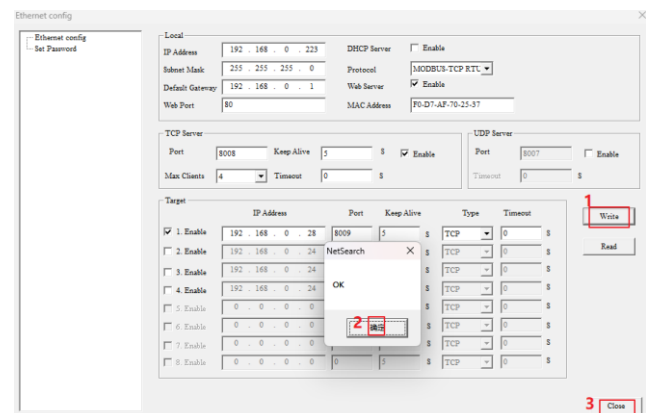 Ethernet config
Ethernet config
Set Password
Local
IP Address 192 . 168 . 0 . 223 DHCP Server Enable
Subnet Mask 255 . 255 . 255 . 0 Protocol MODBUS-TCP RTU
Default Gateway 192 . 168 . 0 . 1 Web Server Enable
Web Port 80 MAC Address F0-D7-AF-70-25-37
TCP Server UDP Server
Port 8008 Keep Alive 5 S Enable Port 8007 Enable
Max Clients 4 Timeout 0 S Timeout 0 S
Target
1
IP Address Port Keep Alive Type Timeout
Write
1. Enable 192 . 168 . 0 . 28 8009 5 S TCP 0 S
2. Enable 192 . 168 . 0 . 24 NetSearch S TCP 0 S
Read
3. Enable 192 . 168 . 0 . 24 S TCP 0 S
4. Enable 192 . 168 . 0 . 24 OK S TCP 0 S
5. Enable 0 . 0 . 0 . 0 S TCP 0 S
6. Enable 0 . 0 . 0 . 0 2 确定 S TCP 0 S
7. Enable 0 . 0 . 0 . 0 S TCP 0 S
8. Enable 0 . 0 . 0 . 0 0 5 S TCP 0 S
3 Close